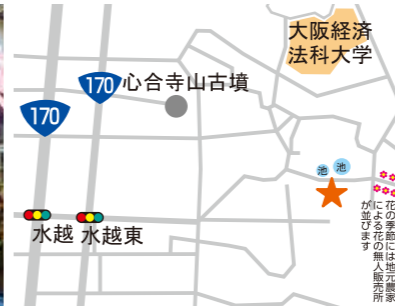 大阪経済
法科大学
170
心合寺山古墳
170
池
池
水越
水越東
花の季節には地元農家
による花の無人販売所
が並びます